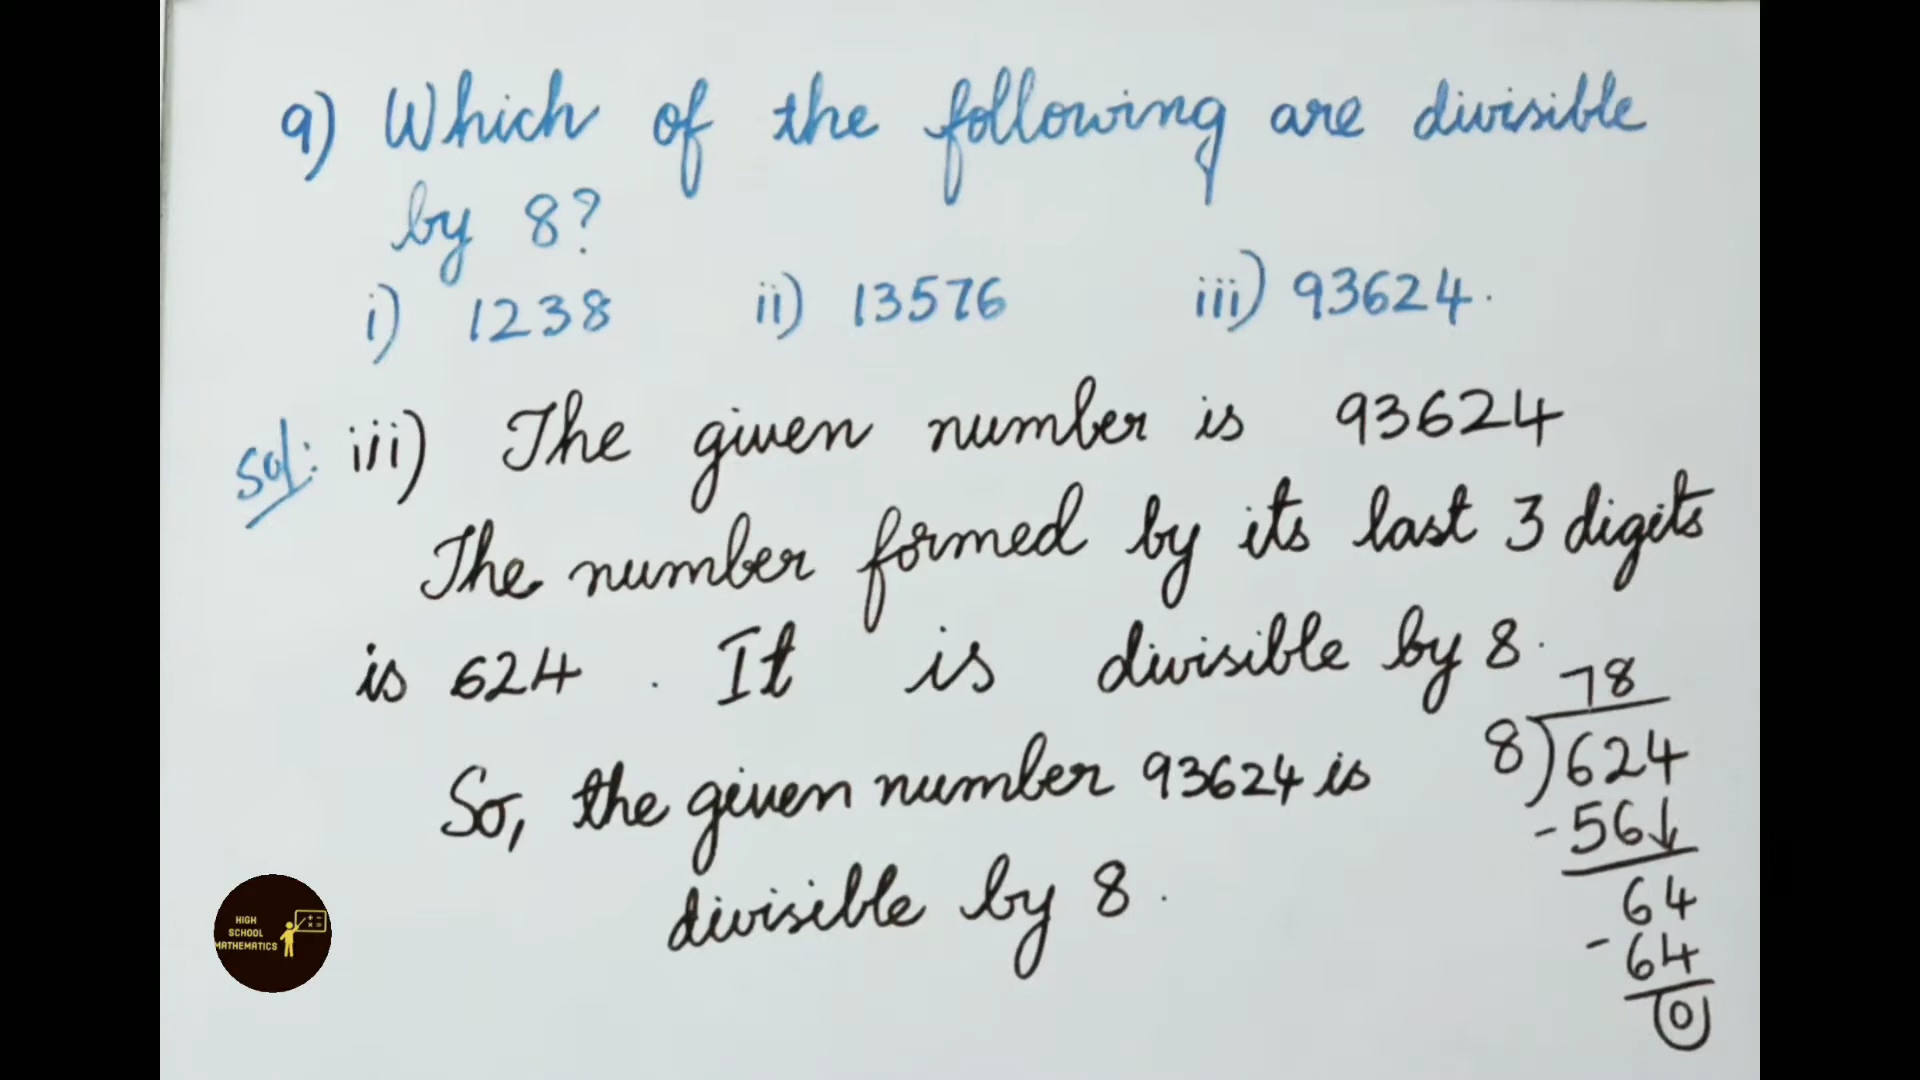 9) Which of the following are divisible
by 8?
i) 1238 ii) 13576 iii) 93624.
Sol: iii) The given number is 93624
The number formed by its last 3 digits
is 624. It is divisible by 8.
So, the given number 93624 is
divisible by 8.
78
8)624
-56↓
64
-64
0
HIGH
SCHOOL
MATHEMATICS